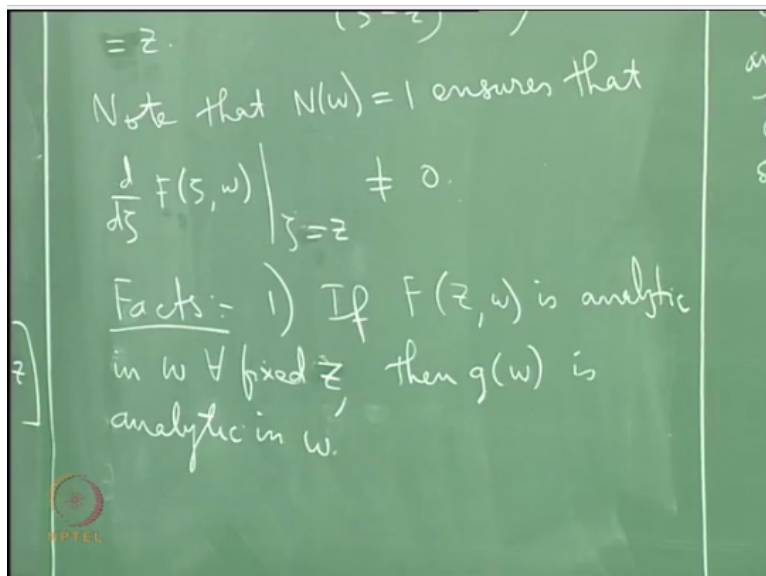 (ζ-z)
= z.
Note that N(w) = 1 ensures that
d/dζ F(ζ, w) |ζ=z ≠ 0.
Facts:- 1) If F(z, w) is analytic
in w ∀ fixed z, then g(w) is
analytic in w.
z]
NPTEL